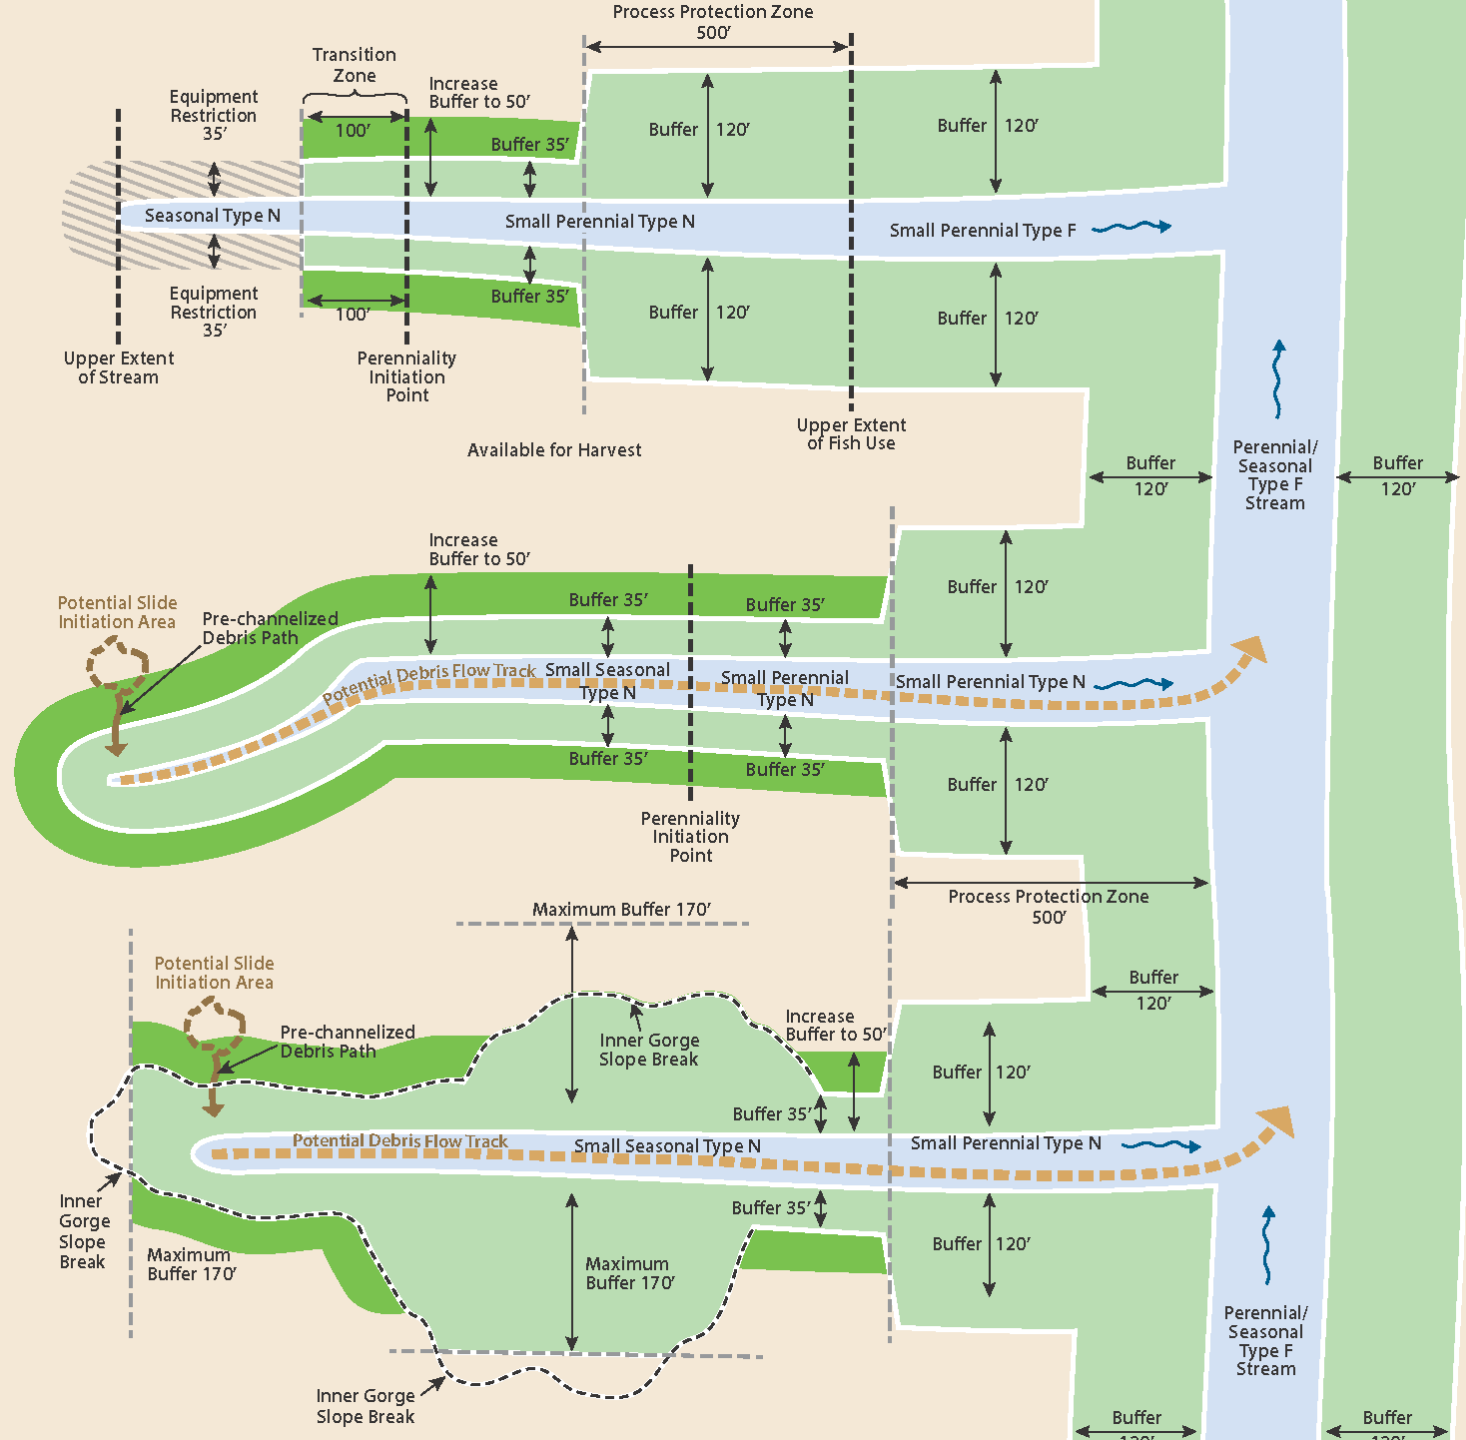 Process Protection Zone
500′
Transition
Zone
Increase
Buffer to 50′
Equipment
Restriction
35′
100′
Buffer 35′
Buffer 120′
Buffer 120′
Seasonal Type N
Small Perennial Type N
Small Perennial Type F
Equipment
Restriction
35′
100′
Buffer 35′
Buffer 120′
Buffer 120′
Upper Extent
of Stream
Perenniality
Initiation
Point
Upper Extent
of Fish Use
Available for Harvest
Perennial/
Seasonal
Type F
Stream
Buffer
120′
Buffer
120′
Increase
Buffer to 50′
Potential Slide
Initiation Area
Pre-channelized
Debris Path
Buffer 35′
Buffer 35′
Buffer 120′
Potential Debris Flow Track
Small Seasonal
Type N
Small Perennial
Type N
Small Perennial Type N
Buffer 35′
Buffer 35′
Buffer 120′
Perenniality
Initiation
Point
Process Protection Zone
500′
Maximum Buffer 170′
Potential Slide
Initiation Area
Buffer
120′
Pre-channelized
Debris Path
Inner Gorge
Slope Break
Increase
Buffer to 50′
Buffer 120′
Buffer 35′
Potential Debris Flow Track
Small Seasonal Type N
Small Perennial Type N
Inner
Gorge
Slope
Break
Maximum
Buffer 170′
Buffer 35′
Maximum
Buffer 170′
Buffer 120′
Perennial/
Seasonal
Type F
Stream
Inner Gorge
Slope Break
Buffer
120′
Buffer
120′